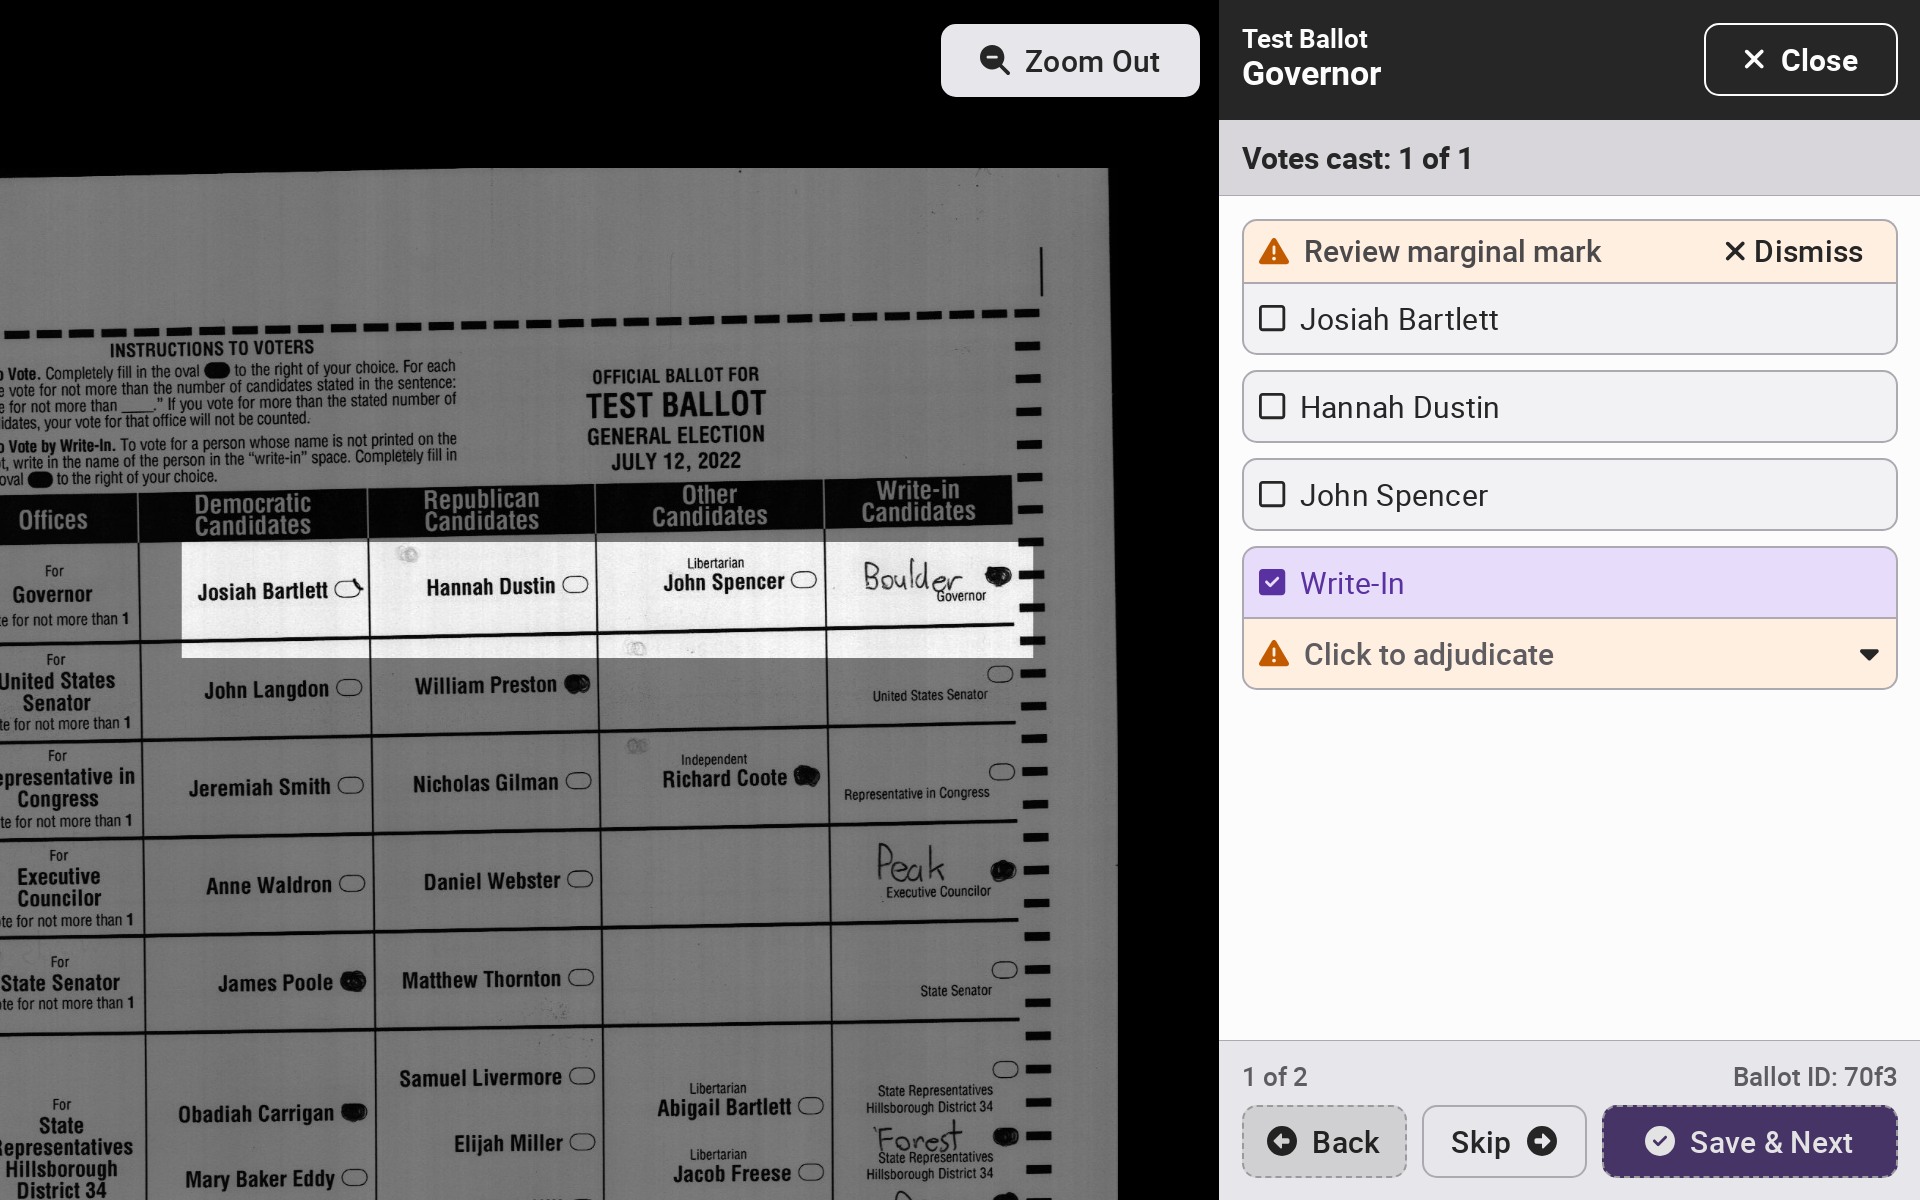 Zoom Out
Test Ballot
Governor
Close
Votes cast: 1 of 1
Review marginal mark
Dismiss
Josiah Bartlett
Hannah Dustin
John Spencer
Write-In
Click to adjudicate
1 of 2
Ballot ID: 70f3
Back
Skip
Save & Next
INSTRUCTIONS TO VOTERS
Vote. Completely fill in the oval to the right of your choice. For each
vote for not more than the number of candidates stated in the sentence:
for not more than ____." If you vote for more than the stated number of
your vote for that office will not be counted.
Vote by Write-In. To vote for a person whose name is not printed on the
write in the name of the person in the “write-in” space. Completely fill in
oval to the right of your choice.
OFFICIAL BALLOT FOR
TEST BALLOT
GENERAL ELECTION
JULY 12, 2022
Offices
Democratic
Candidates
Republican
Candidates
Other
Candidates
Write-in
Candidates
For
Governor
for not more than 1
Josiah Bartlett
Hannah Dustin
Libertarian
John Spencer
Boulder
Governor
For
United States
Senator
for not more than 1
John Langdon
William Preston
United States Senator
For
Representative in
Congress
for not more than 1
Jeremiah Smith
Nicholas Gilman
Independent
Richard Coote
Representative in Congress
For
Executive
Councilor
for not more than 1
Anne Waldron
Daniel Webster
Peak
Executive Councilor
For
State Senator
for not more than 1
James Poole
Matthew Thornton
State Senator
For
State
Representatives
Hillsborough
District 34
Obadiah Carrigan
Mary Baker Eddy
Samuel Livermore
Elijah Miller
Libertarian
Abigail Bartlett
Libertarian
Jacob Freese
State Representatives
Hillsborough District 34
Forest
State Representatives
Hillsborough District 34